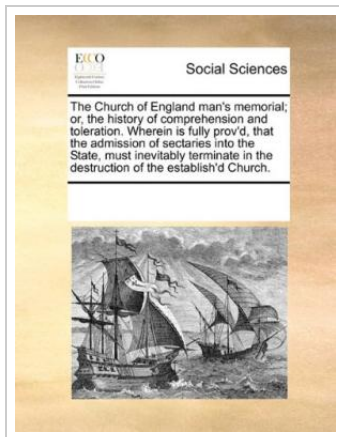 ECCO
Social Sciences
The Church of England man's memorial;
or, the history of comprehension and
toleration. Wherein is fully prov'd, that
the admission of sectaries into the
State, must inevitably terminate in the
destruction of the establish'd Church.